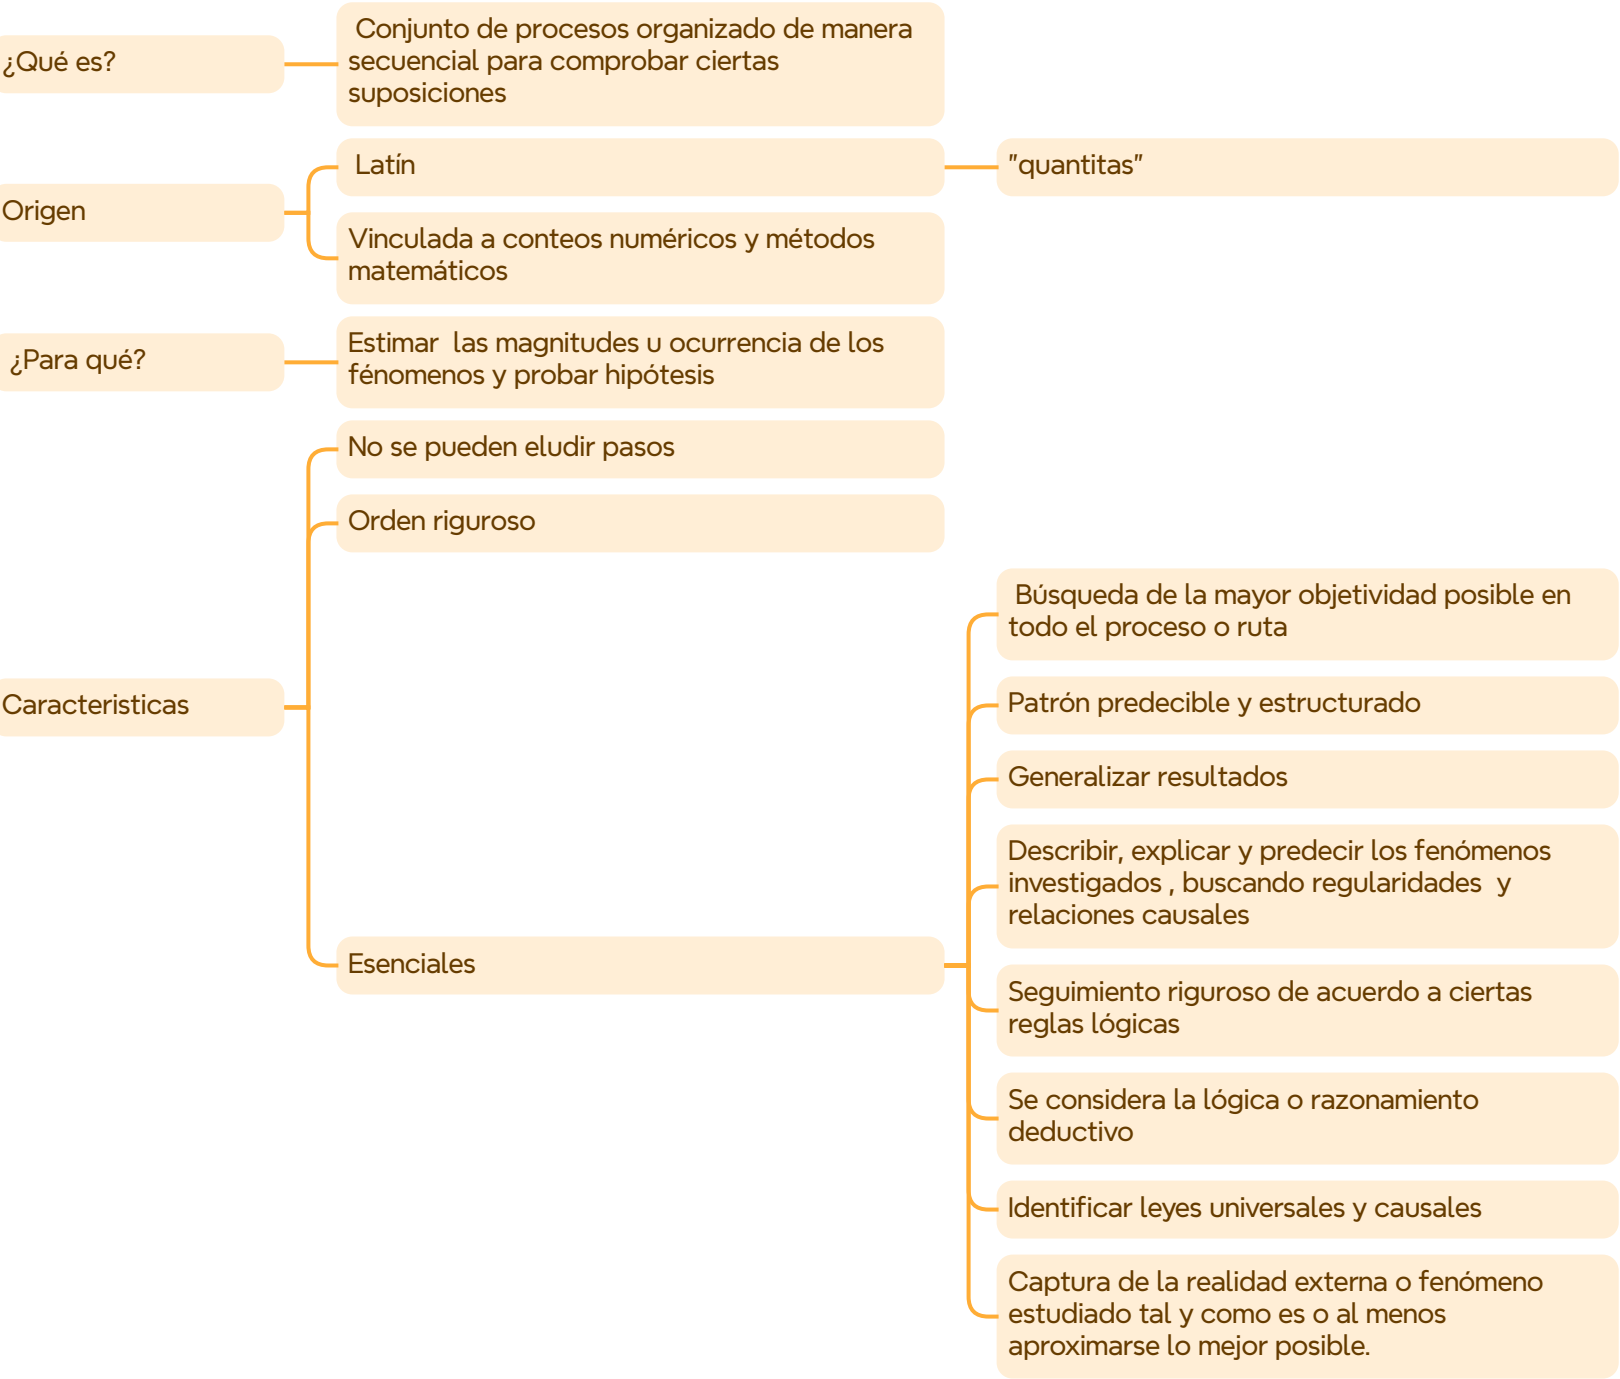 ¿Qué es?
Conjunto de procesos organizado de manera
secuencial para comprobar ciertas
suposiciones
Origen
Latín
"quantitas"
Vinculada a conteos numéricos y métodos
matemáticos
¿Para qué?
Estimar  las magnitudes u ocurrencia de los
fénomenos y probar hipótesis
Caracteristicas
No se pueden eludir pasos
Orden riguroso
Esenciales
Búsqueda de la mayor objetividad posible en
todo el proceso o ruta
Patrón predecible y estructurado
Generalizar resultados
Describir, explicar y predecir los fenómenos
investigados , buscando regularidades  y
relaciones causales
Seguimiento riguroso de acuerdo a ciertas
reglas lógicas
Se considera la lógica o razonamiento
deductivo
Identificar leyes universales y causales
Captura de la realidad externa o fenómeno
estudiado tal y como es o al menos
aproximarse lo mejor posible.